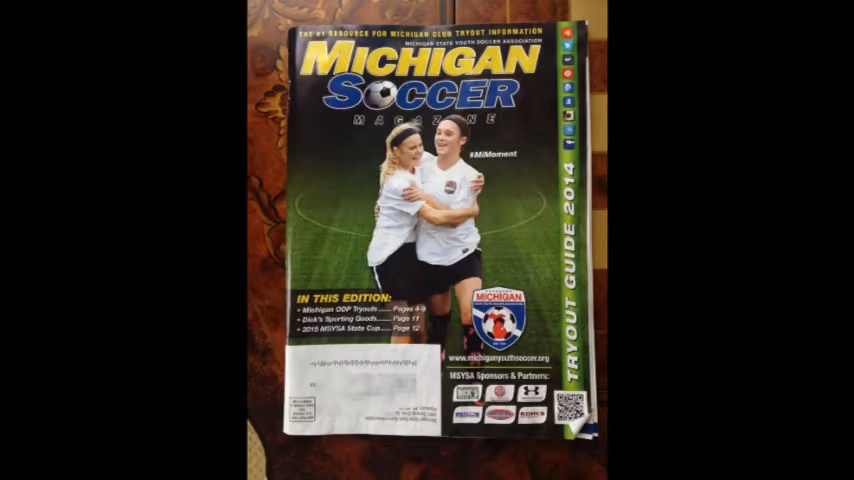 THE #1 RESOURCE FOR MICHIGAN CLUB TRYOUT INFORMATION
MICHIGAN STATE YOUTH SOCCER ASSOCIATION
MICHIGAN
SOCCER
MAGAZINE
#MiMoment
TRYOUT GUIDE 2014
IN THIS EDITION:
• Michigan ODP Tryouts ...... Pages 4-9
• Dick's Sporting Goods ....... Page 11
• 2015 MSYSA State Cup .... Page 12
MICHIGAN
www.michiganyouthsoccer.org
MSYSA Sponsors & Partners:
KOHL'S